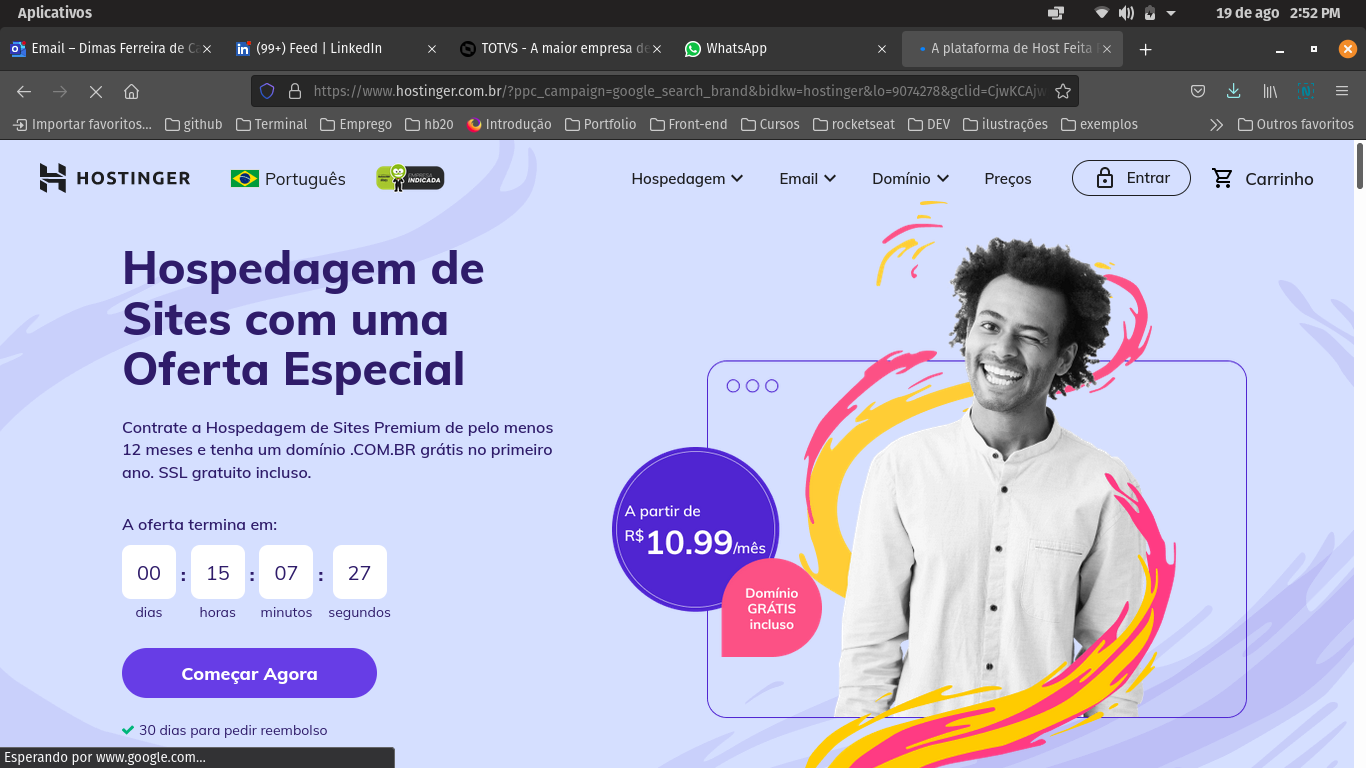 Aplicativos
19 de ago 2:52 PM
Email – Dimas Ferreira de Ca
(99+) Feed | LinkedIn
TOTVS - A maior empresa de
WhatsApp
A plataforma de Host Feita
https://www.hostinger.com.br/?ppc_campaign=google_search_brand&bidkw=hostinger&lo=9074278&gclid=CjwKCAjw
Importar favoritos...
github
Terminal
Emprego
hb20
Introdução
Portfolio
Front-end
Cursos
rocketseat
DEV
ilustrações
exemplos
Outros favoritos
HOSTINGER
Português
EMPRESA
INDICADA
Hospedagem
Email
Domínio
Preços
Entrar
Carrinho
Hospedagem de
Sites com uma
Oferta Especial
Contrate a Hospedagem de Sites Premium de pelo menos
12 meses e tenha um domínio .COM.BR grátis no primeiro
ano. SSL gratuito incluso.
A oferta termina em:
00 : 15 : 07 : 27
dias horas minutos segundos
Começar Agora
30 dias para pedir reembolso
A partir de
R$ 10.99/mês
Domínio
GRÁTIS
incluso
Esperando por www.google.com...